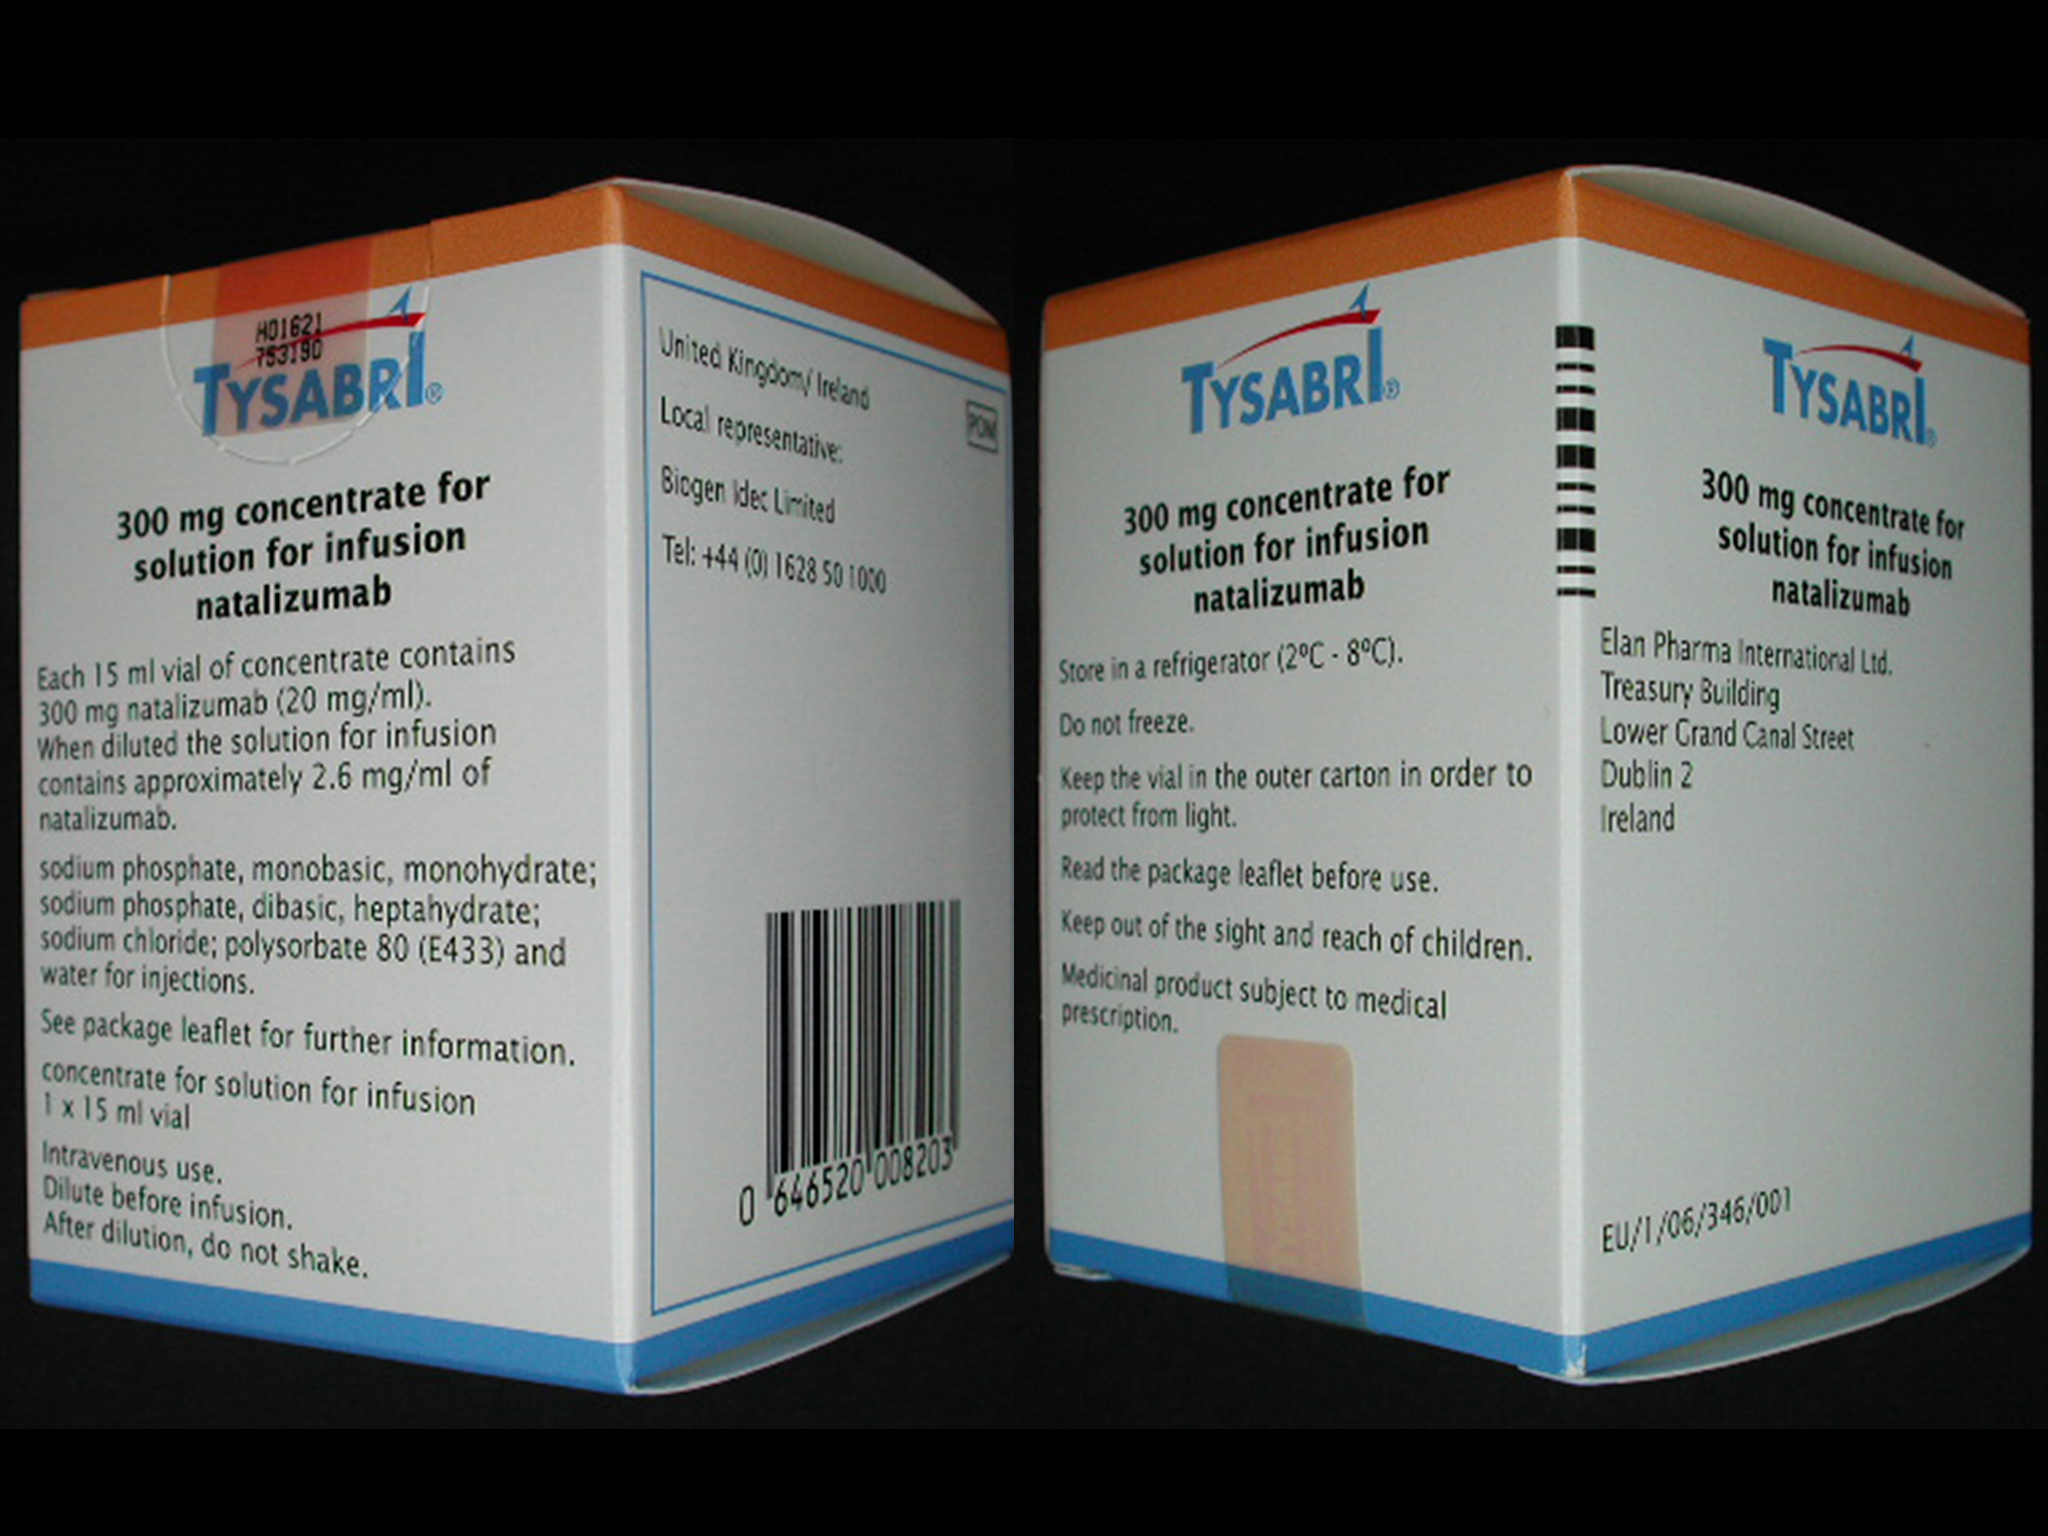 H01621
753190
TYSABRI®
300 mg concentrate for
solution for infusion
natalizumab
Each 15 ml vial of concentrate contains
300 mg natalizumab (20 mg/ml).
When diluted the solution for infusion
contains approximately 2.6 mg/ml of
natalizumab.
sodium phosphate, monobasic, monohydrate;
sodium phosphate, dibasic, heptahydrate;
sodium chloride; polysorbate 80 (E433) and
water for injections.
See package leaflet for further information.
concentrate for solution for infusion
1 x 15 ml vial
Intravenous use.
Dilute before infusion.
After dilution, do not shake.
United Kingdom/ Ireland
POM
Local representative:
Biogen Idec Limited
Tel: +44 (0) 1628 50 1000
0 646520 008203
TYSABRI®
300 mg concentrate for
solution for infusion
natalizumab
Store in a refrigerator (2ºC - 8ºC).
Do not freeze.
Keep the vial in the outer carton in order to
protect from light.
Read the package leaflet before use.
Keep out of the sight and reach of children.
Medicinal product subject to medical
prescription.
TYSABRI®
300 mg concentrate for
solution for infusion
natalizumab
Elan Pharma International Ltd.
Treasury Building
Lower Grand Canal Street
Dublin 2
Ireland
EU/1/06/346/001